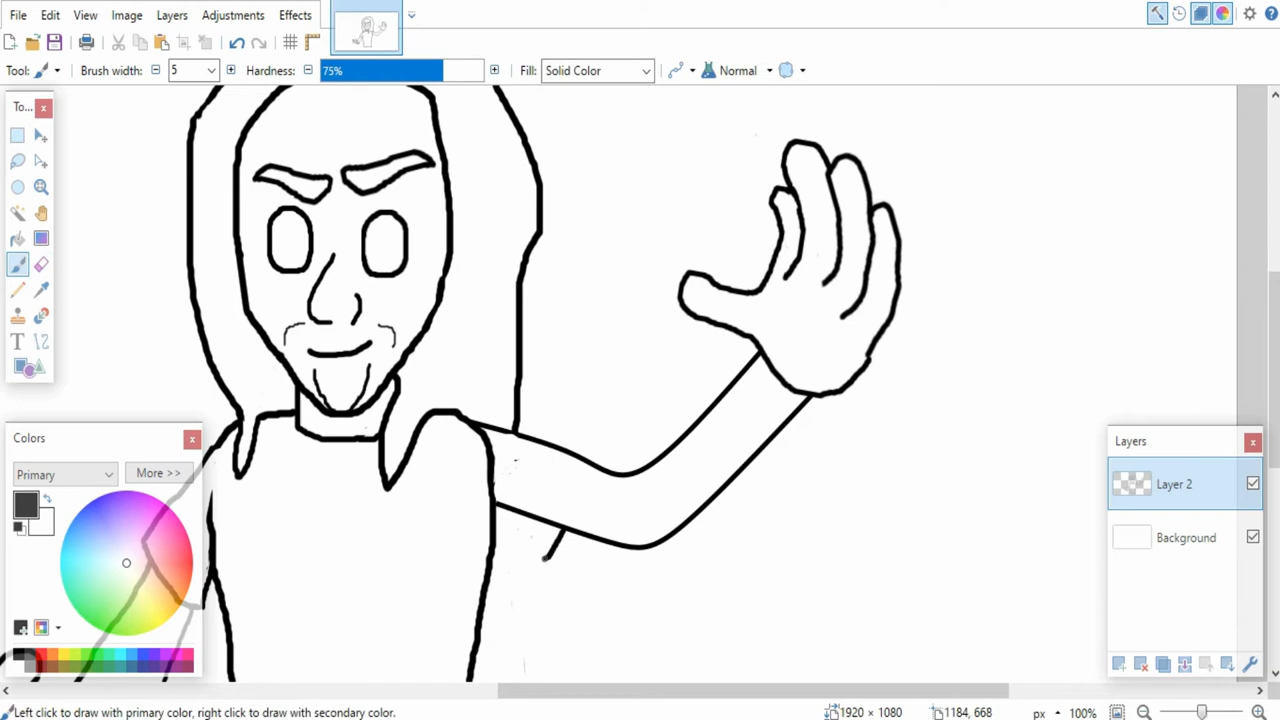 File Edit View Image Layers Adjustments Effects
Tool: Brush width: 5 Hardness: 75% Fill: Solid Color Normal
To...
Colors
Primary More >>
Layers
Layer 2
Background
Left click to draw with primary color, right click to draw with secondary color. 1920 × 1080 1184, 668 px 100%